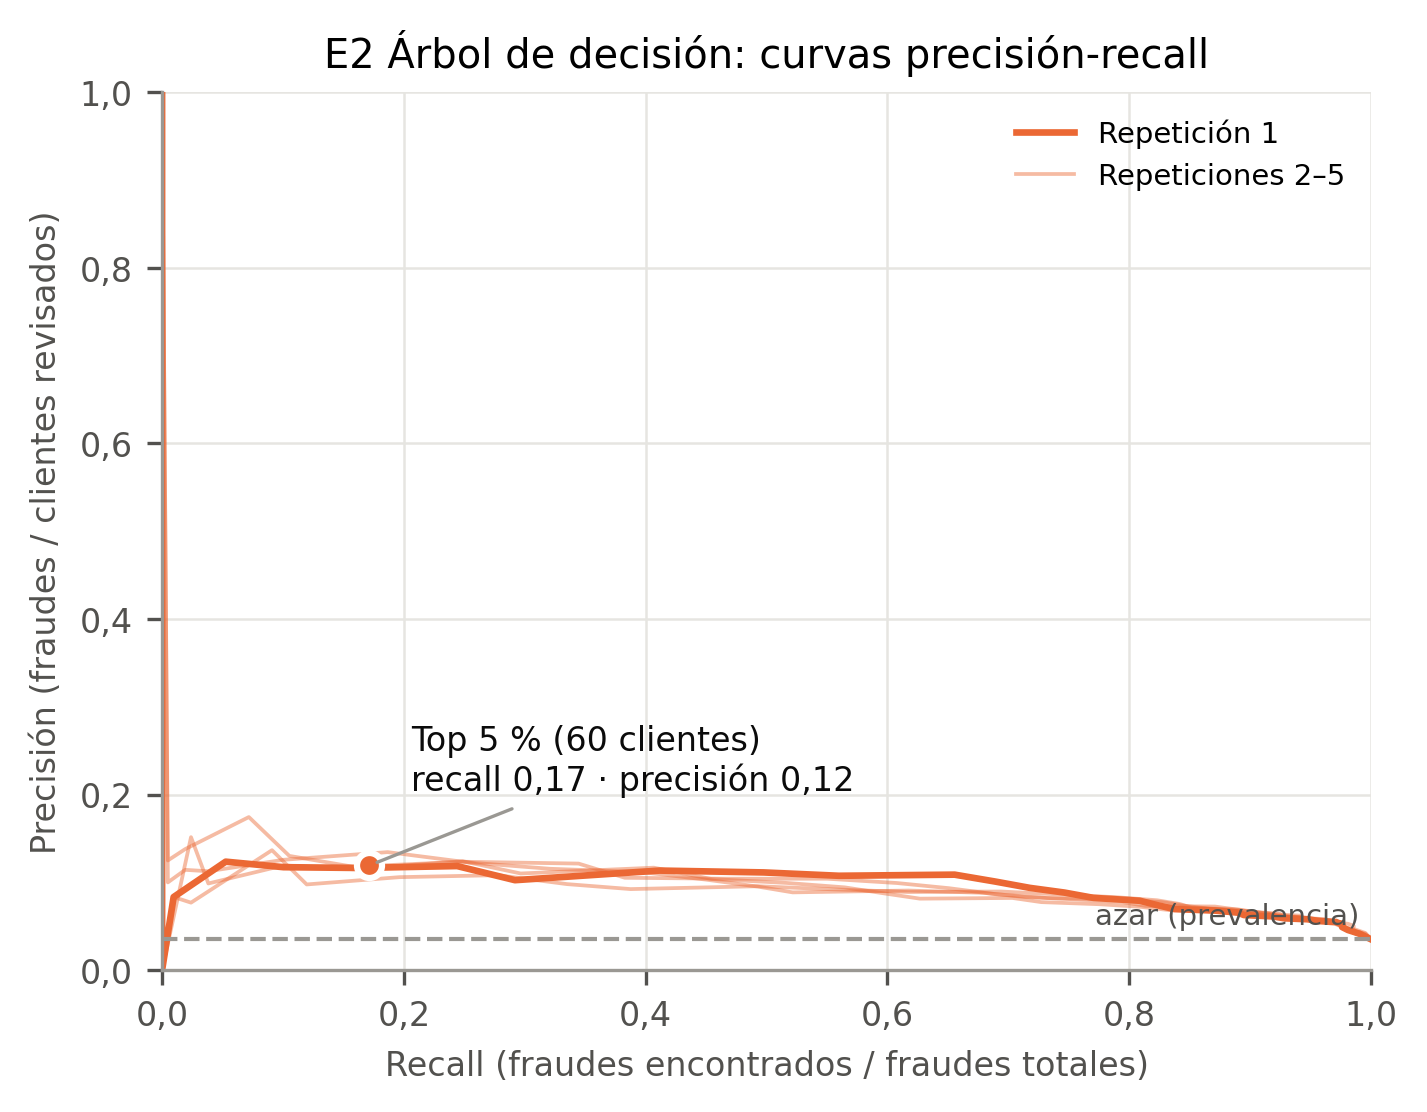 E2 Árbol de decisión: curvas precisión-recall
Repetición 1
Repeticiones 2–5
Precisión (fraudes / clientes revisados)
1,0
0,8
0,6
0,4
0,2
0,0
Top 5 % (60 clientes)
recall 0,17 · precisión 0,12
azar (prevalencia)
0,0 0,2 0,4 0,6 0,8 1,0
Recall (fraudes encontrados / fraudes totales)